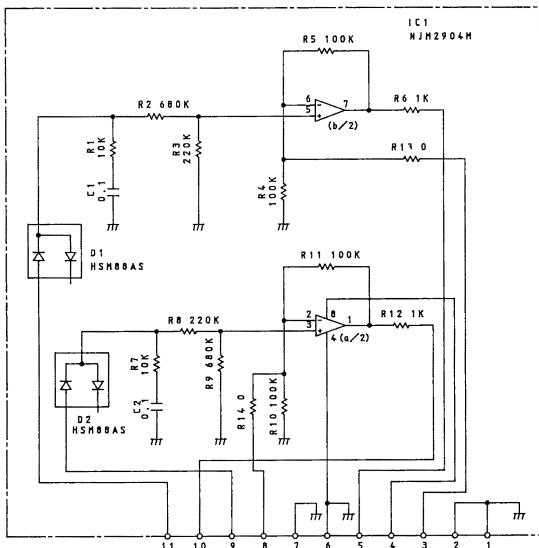 IC1
NJM2904M
R5 100K
R2 680K
6
5
7
(b/2)
R6 1K
R1
10K
R3
220K
R13 0
C1
0.1
R4
100K
D1
HSM88AS
R11 100K
R8 220K
2
3
8
1
4
(a/2)
R12 1K
R7
10K
R9 680K
C2
0.1
R14 0
R10 100K
D2
HSM88AS
11
10
9
8
7
6
5
4
3
2
1